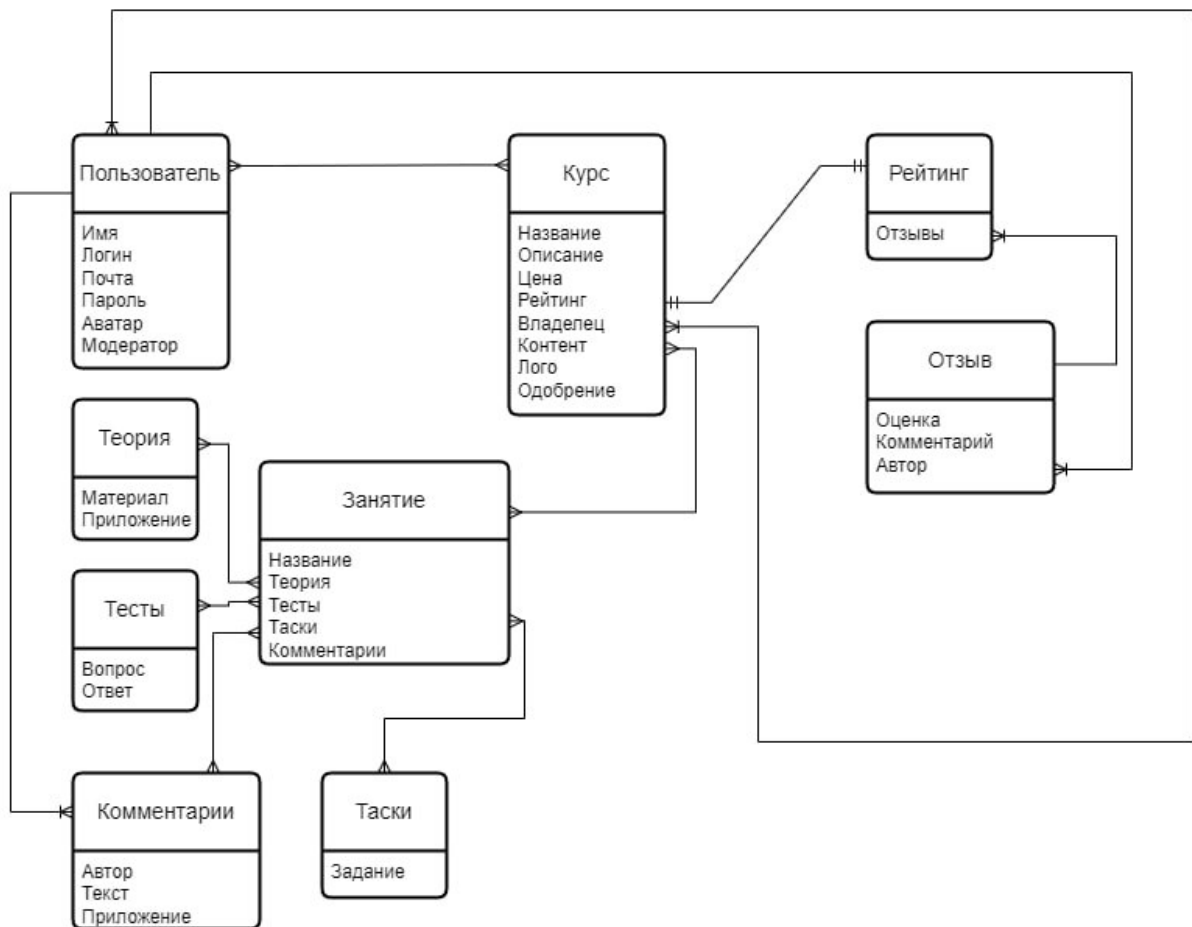 Пользователь
Имя
Логин
Почта
Пароль
Аватар
Модератор
Курс
Название
Описание
Цена
Рейтинг
Владелец
Контент
Лого
Одобрение
Рейтинг
Отзывы
Отзыв
Оценка
Комментарий
Автор
Теория
Материал
Приложение
Занятие
Название
Теория
Тесты
Таски
Комментарии
Тесты
Вопрос
Ответ
Комментарии
Автор
Текст
Приложение
Таски
Задание